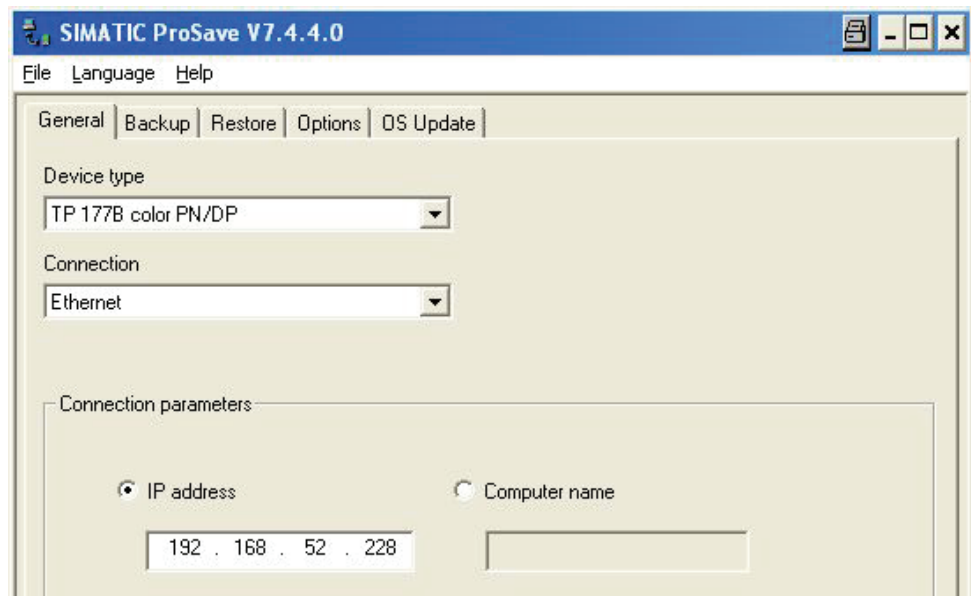 SIMATIC ProSave V7.4.4.0
File Language Help
General Backup Restore Options OS Update
Device type
TP 177B color PN/DP
Connection
Ethernet
Connection parameters
IP address Computer name
192 . 168 . 52 . 228